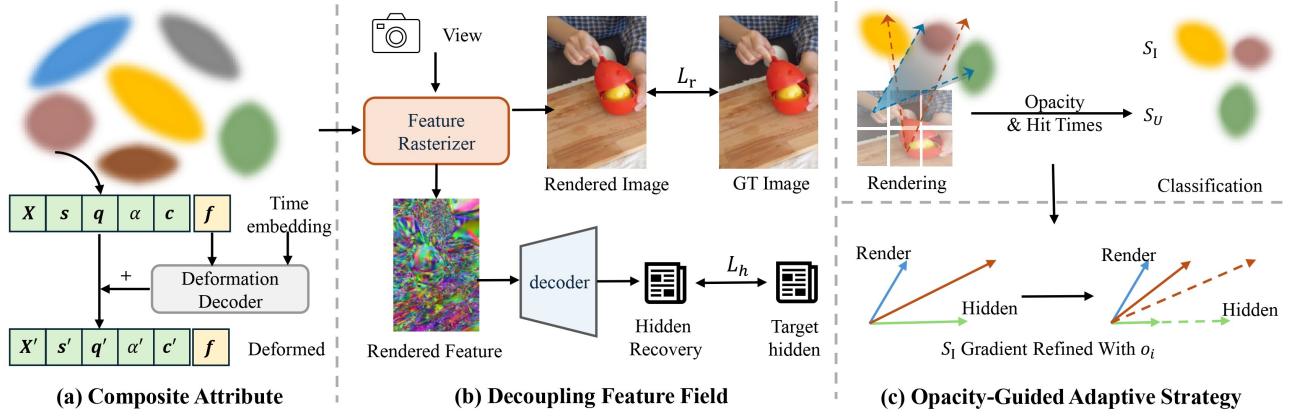 X s q α c f
Time
embedding
+
Deformation
Decoder
X′ s′ q′ α′ c′ f
Deformed
(a) Composite Attribute
View
Feature
Rasterizer
L_r
Rendered Image
GT Image
decoder
L_h
Rendered Feature
Hidden
Recovery
Target
hidden
(b) Decoupling Feature Field
S_I
Opacity
& Hit Times
S_U
Rendering
Classification
Render
Hidden
Render
Hidden
S_I Gradient Refined With o_i
(c) Opacity-Guided Adaptive Strategy